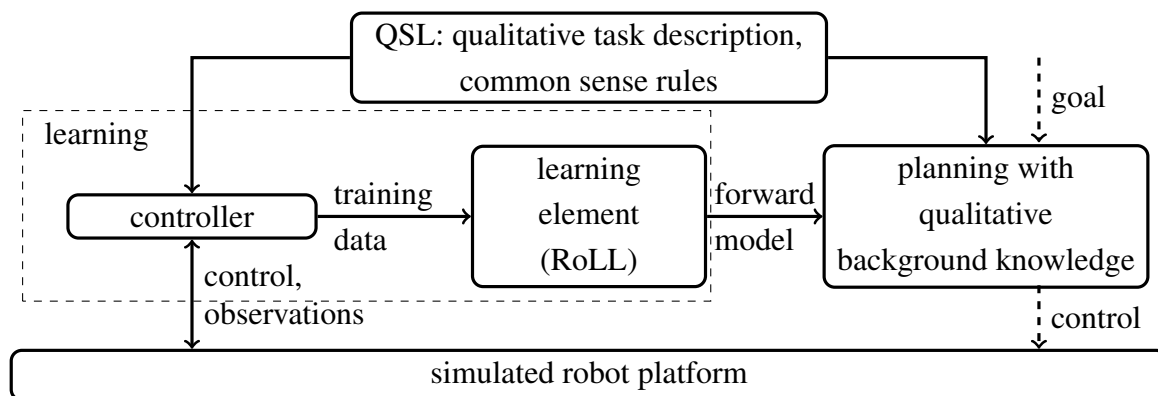 QSL: qualitative task description,
common sense rules
goal
learning
controller
training
data
learning
element
(RoLL)
forward
model
planning with
qualitative
background knowledge
control,
observations
control
simulated robot platform